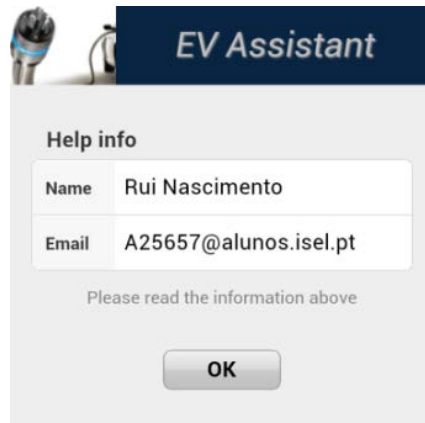 EV Assistant
Help info
Name Rui Nascimento
Email A25657@alunos.isel.pt
Please read the information above
OK